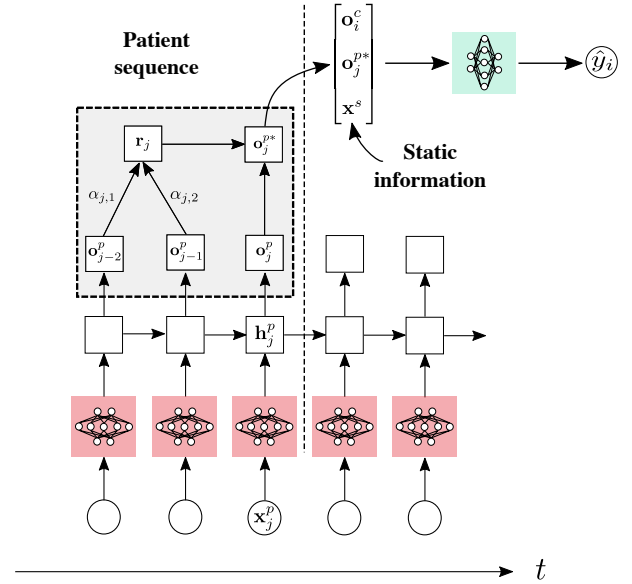 Patient
sequence
𝐨_i^c
𝐨_j^{p*}
𝐱^s
ŷ_i
Static
information
𝐫_j
𝐨_j^{p*}
α_{j,1}
α_{j,2}
𝐨_{j−2}^p
𝐨_{j−1}^p
𝐨_j^p
𝐡_j^p
𝐱_j^p
t